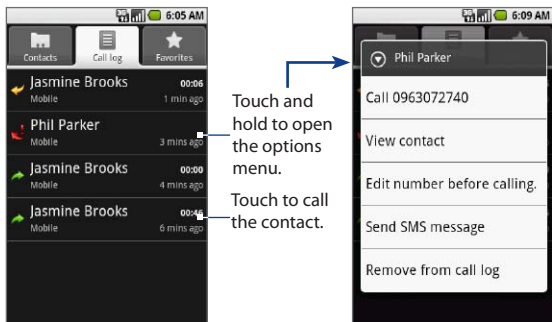 6:05 AM
Contacts
Call log
Favorites
Jasmine Brooks
00:06
Mobile
1 min ago
Phil Parker
Mobile
3 mins ago
Jasmine Brooks
00:00
Mobile
4 mins ago
Jasmine Brooks
00:46
Mobile
6 mins ago
Touch and
hold to open
the options
menu.
Touch to call
the contact.
6:09 AM
Phil Parker
Call 0963072740
View contact
Edit number before calling.
Send SMS message
Remove from call log